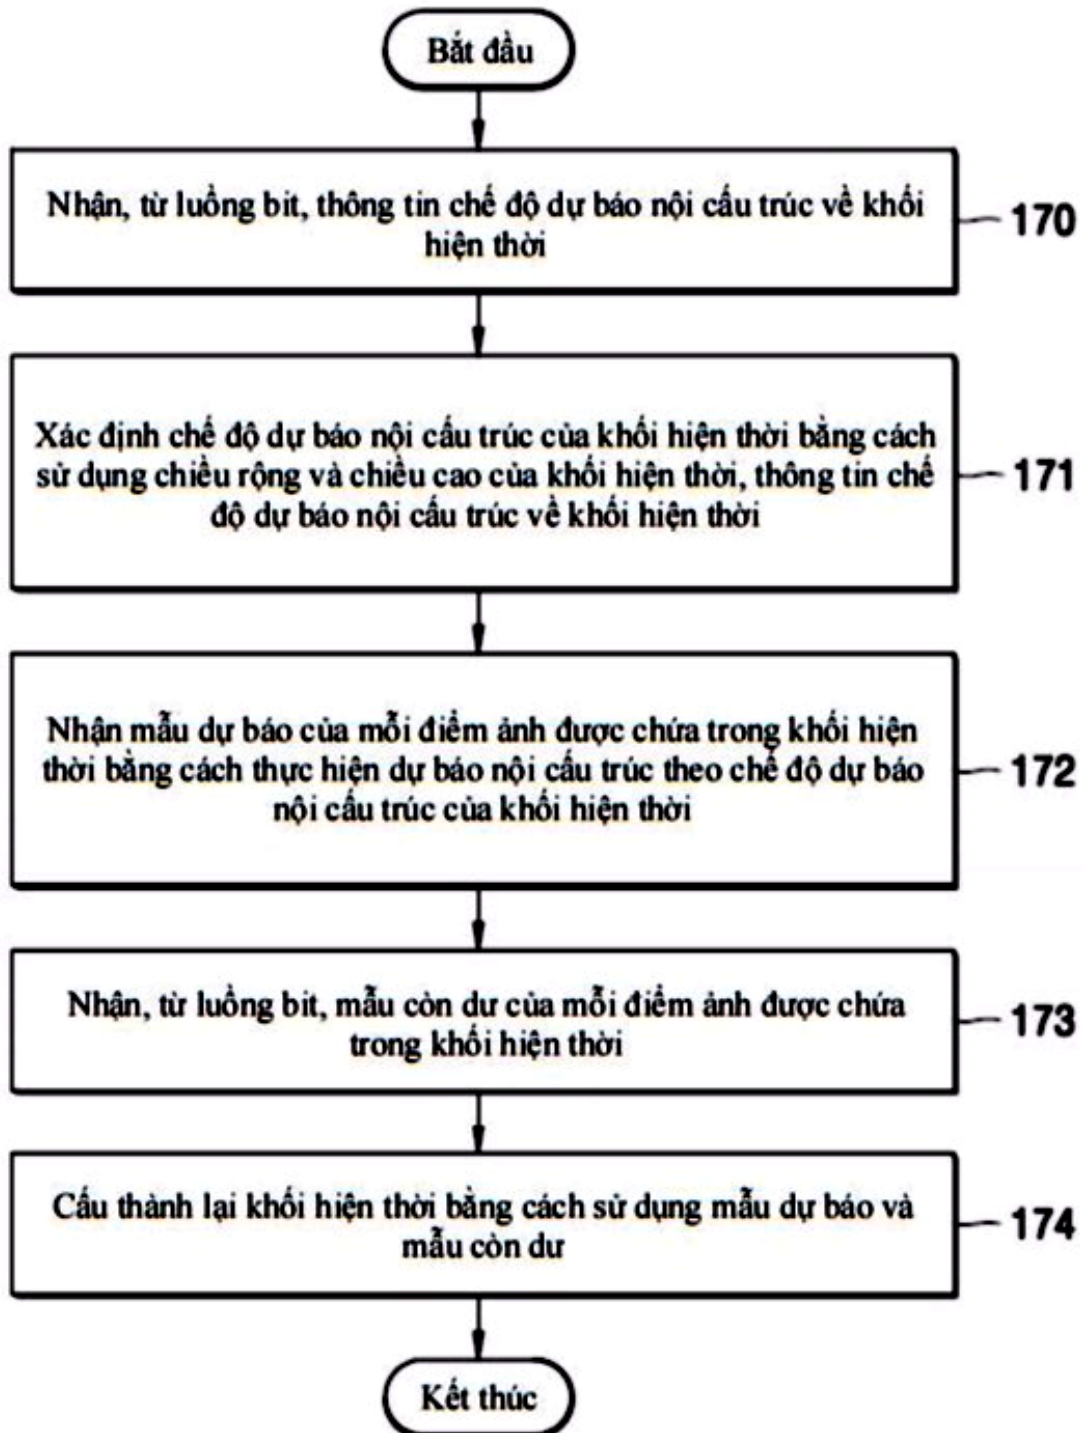 Bắt đầu
Nhận, từ luồng bit, thông tin chế độ dự báo nội cấu trúc về khối
hiện thời
170
Xác định chế độ dự báo nội cấu trúc của khối hiện thời bằng cách
sử dụng chiều rộng và chiều cao của khối hiện thời, thông tin chế
độ dự báo nội cấu trúc về khối hiện thời
171
Nhận mẫu dự báo của mỗi điểm ảnh được chứa trong khối hiện
thời bằng cách thực hiện dự báo nội cấu trúc theo chế độ dự báo
nội cấu trúc của khối hiện thời
172
Nhận, từ luồng bit, mẫu còn dư của mỗi điểm ảnh được chứa
trong khối hiện thời
173
Cấu thành lại khối hiện thời bằng cách sử dụng mẫu dự báo và
mẫu còn dư
174
Kết thúc